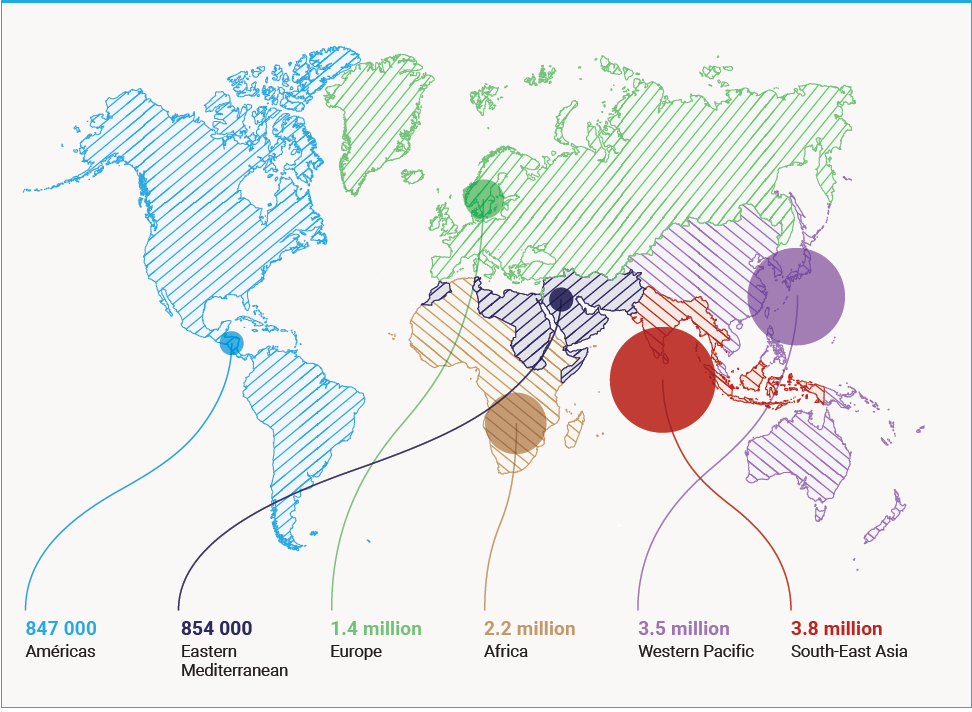 847 000
Américas
854 000
Eastern
Mediterranean
1.4 million
Europe
2.2 million
Africa
3.5 million
Western Pacific
3.8 million
South-East Asia